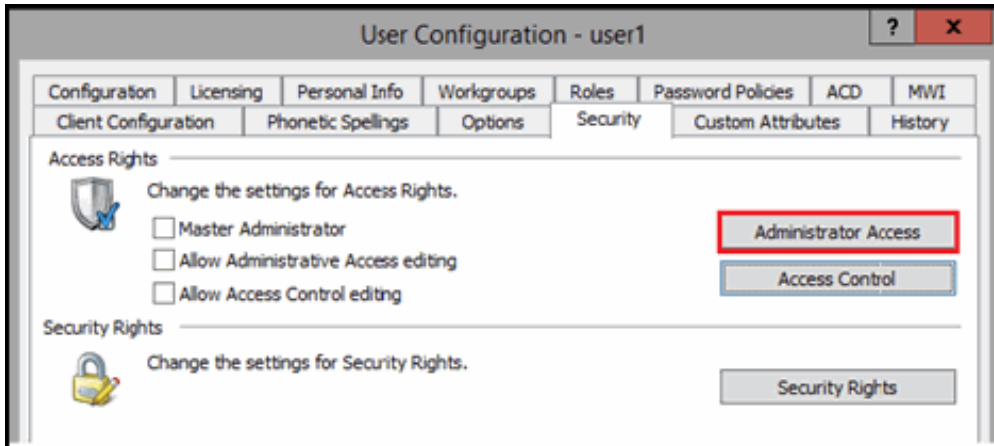 User Configuration - user1 ? x
Configuration Licensing Personal Info Workgroups Roles Password Policies ACD MWI
Client Configuration Phonetic Spellings Options Security Custom Attributes History
Access Rights
Change the settings for Access Rights.
Master Administrator
Administrator Access
Allow Administrative Access editing
Access Control
Allow Access Control editing
Security Rights
Change the settings for Security Rights.
Security Rights